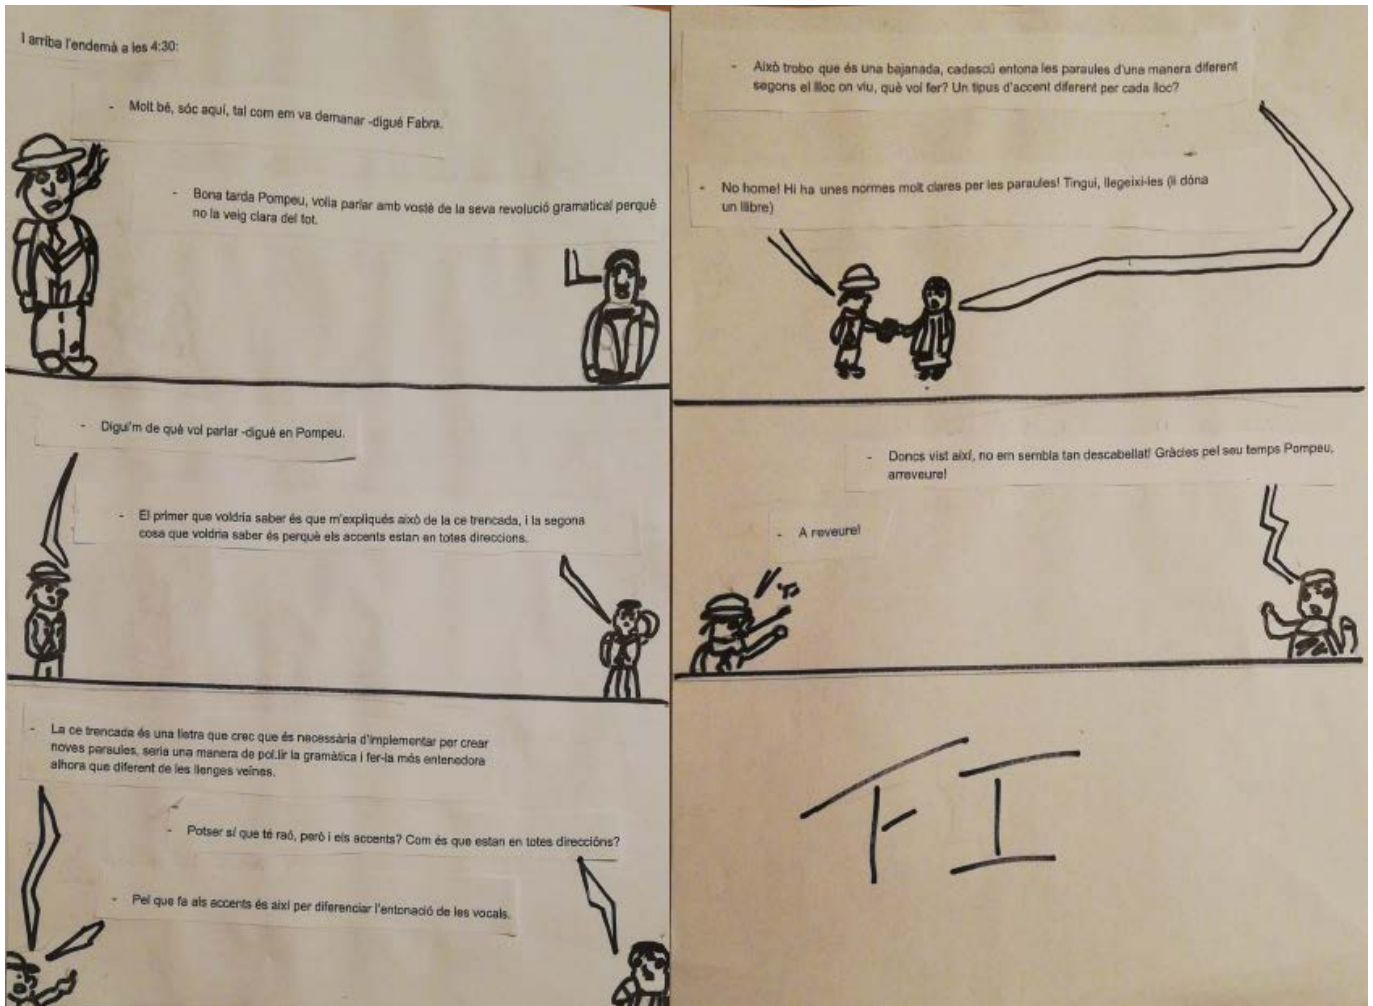 I arriba l'endemà a les 4:30:
- Molt bé, sóc aquí, tal com em va demanar -digué Fabra.
- Bona tarda Pompeu, volia parlar amb vostè de la seva revolució gramatical perquè
no la veig clara del tot.
- Digui'm de què vol parlar -digué en Pompeu.
- El primer que voldria saber és que m'expliqués això de la ce trencada, i la segona
cosa que voldria saber és perquè els accents estan en totes direccions.
- La ce trencada és una lletra que crec que és necessària d'implementar per crear
noves paraules, seria una manera de pol.lir la gramàtica i fer-la més entenedora
alhora que diferent de les llenges veïnes.
- Potser sí que té raó, però i els accents? Com és que estan en totes direccións?
- Pel que fa als accents és així per diferenciar l'entonació de les vocals.
- Això trobo que és una bajanada, cadascú entona les paraules d'una manera diferent
segons el lloc on viu, què vol fer? Un tipus d'accent diferent per cada lloc?
- No home! Hi ha unes normes molt clares per les paraules! Tingui, llegeixi-les (li dóna
un llibre)
- Doncs vist així, no em sembla tan descabellat! Gràcies pel seu temps Pompeu,
arreveure!
- A reveure!
FI